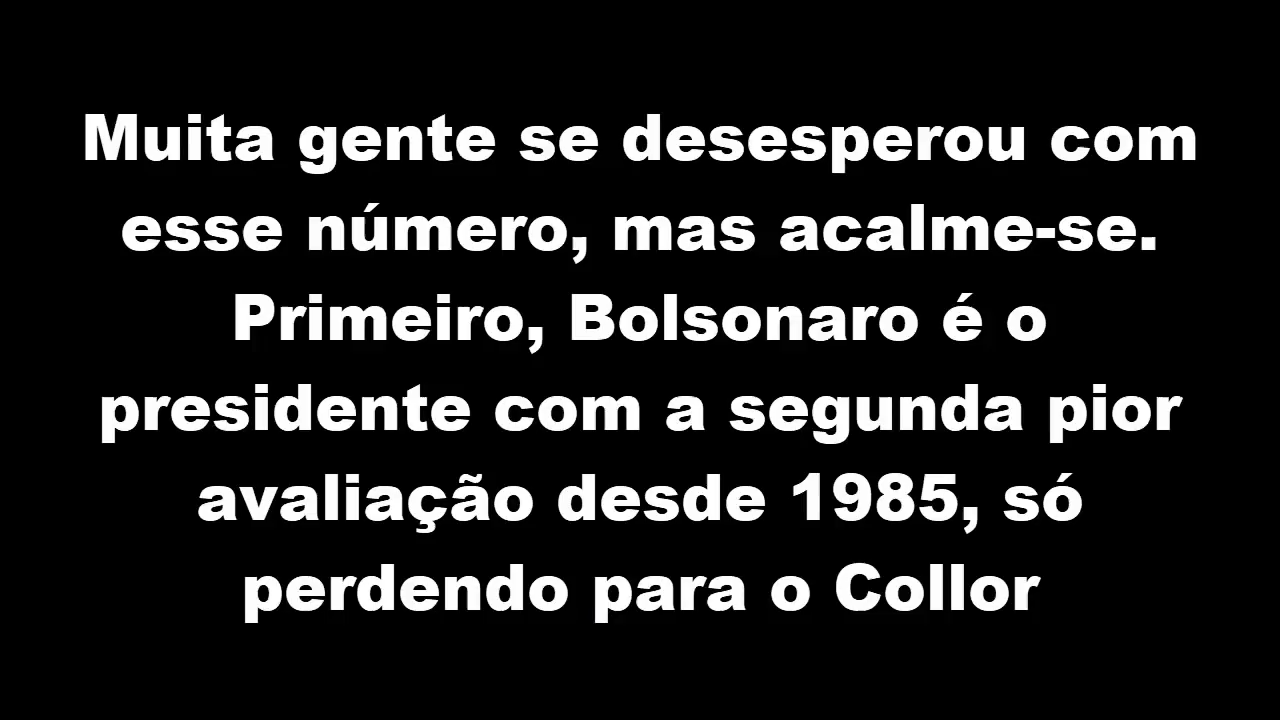 Muita gente se desesperou com
esse número, mas acalme-se.
Primeiro, Bolsonaro é o
presidente com a segunda pior
avaliação desde 1985, só
perdendo para o Collor